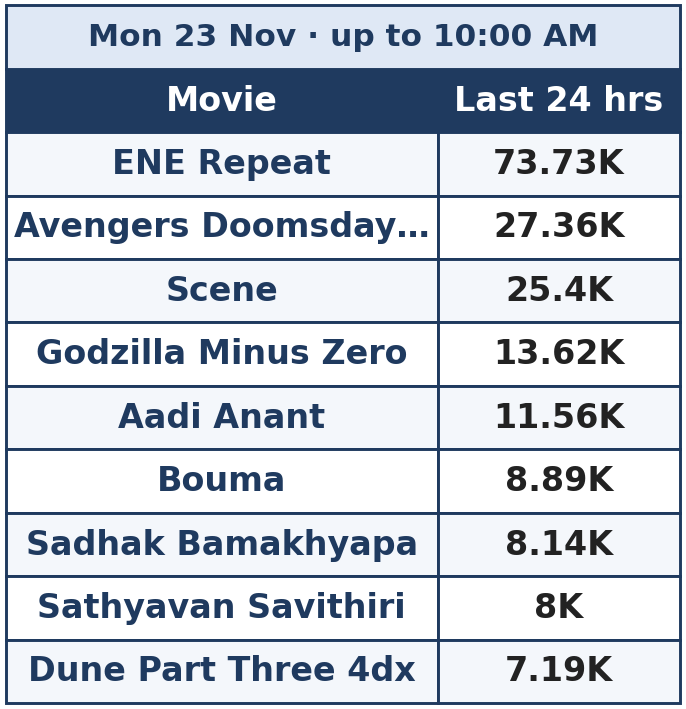 Mon 23 Nov · up to 10:00 AM
Movie Last 24 hrs
ENE Repeat 73.73K
Avengers Doomsday... 27.36K
Scene 25.4K
Godzilla Minus Zero 13.62K
Aadi Anant 11.56K
Bouma 8.89K
Sadhak Bamakhyapa 8.14K
Sathyavan Savithiri 8K
Dune Part Three 4dx 7.19K